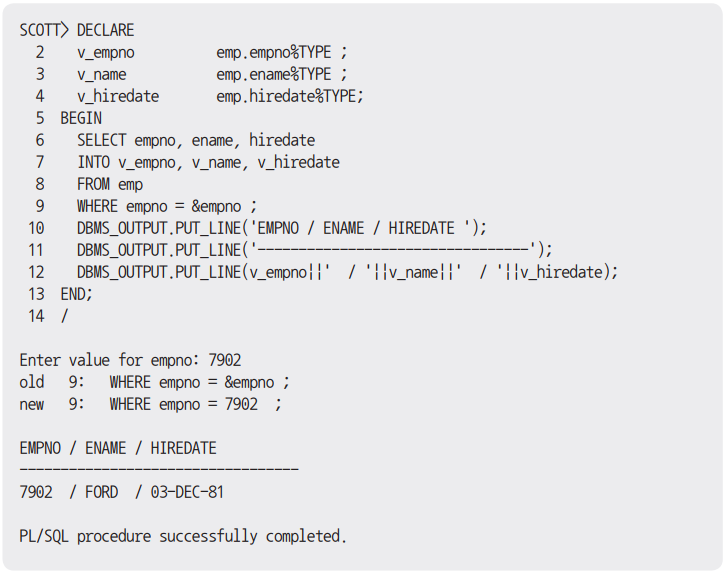 SCOTT> DECLARE
  2    v_empno          emp.empno%TYPE ;
  3    v_name           emp.ename%TYPE ;
  4    v_hiredate       emp.hiredate%TYPE;
  5  BEGIN
  6    SELECT empno, ename, hiredate
  7    INTO v_empno, v_name, v_hiredate
  8    FROM emp
  9    WHERE empno = &empno ;
 10    DBMS_OUTPUT.PUT_LINE('EMPNO / ENAME / HIREDATE ');
 11    DBMS_OUTPUT.PUT_LINE('---------------------------------');
 12    DBMS_OUTPUT.PUT_LINE(v_empno||'  / '||v_name||'  / '||v_hiredate);
 13  END;
 14  /
Enter value for empno: 7902
old   9:   WHERE empno = &empno ;
new   9:   WHERE empno = 7902  ;
EMPNO / ENAME / HIREDATE
----------------------------------
7902  / FORD  / 03-DEC-81
PL/SQL procedure successfully completed.